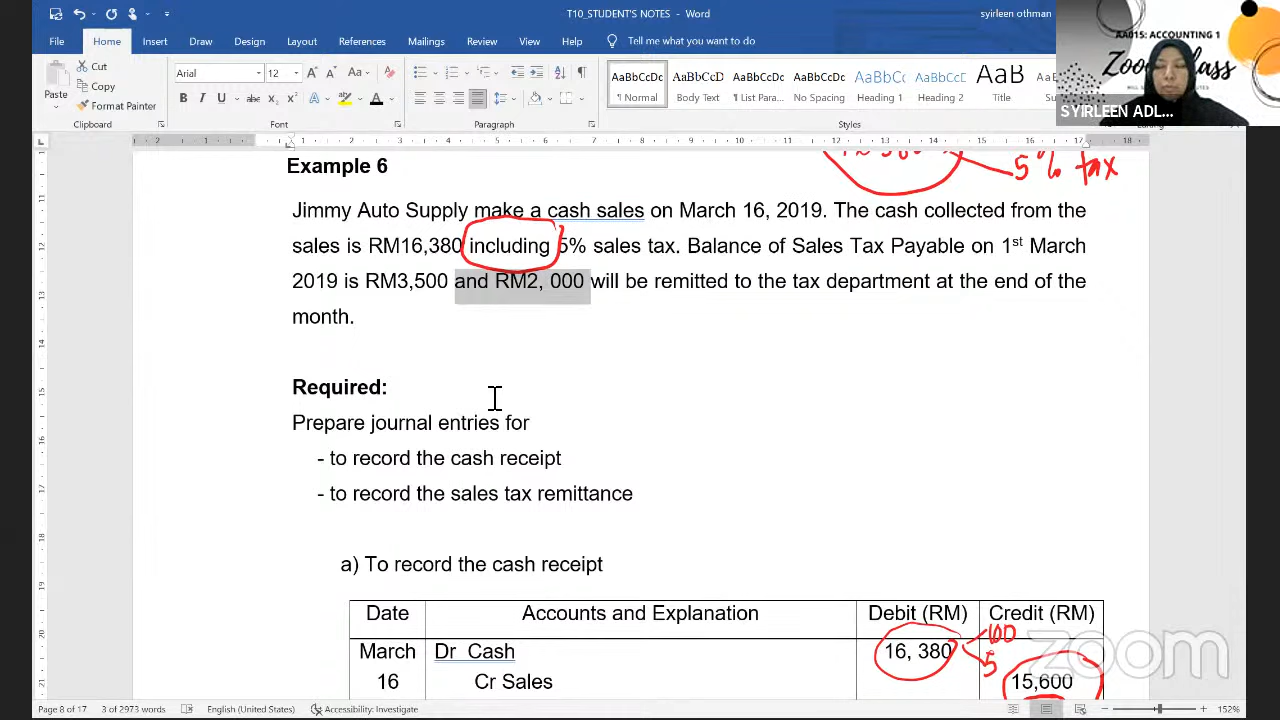 T10_STUDENT'S NOTES - Word
syirleen othman
File Home Insert Draw Design Layout References Mailings Review View Help Tell me what you want to do
Cut
Copy
Format Painter
Paste
Clipboard
Arial 12
Font
Paragraph
AaBbCcDc AaBbCcDc AaBbCcDc AaBbCcDc AaBbCcDc AaBbCcDc AaB
¶ Normal Body Text ¶ List Para... No Spacing Heading 1 Heading 2 Title
Styles
AA015: ACCOUNTING 1
SYIRLEEN ADL...
5% tax
Example 6
Jimmy Auto Supply make a cash sales on March 16, 2019. The cash collected from the
sales is RM16,380 including 5% sales tax. Balance of Sales Tax Payable on 1st March
2019 is RM3,500 and RM2, 000 will be remitted to the tax department at the end of the
month.
Required:
Prepare journal entries for
- to record the cash receipt
- to record the sales tax remittance
a) To record the cash receipt
Date Accounts and Explanation Debit (RM) Credit (RM)
100
March Dr Cash 16, 380
5
16 Cr Sales 15,600
zoom
Page 8 of 17 3 of 2973 words English (United States) Accessibility: Investigate 152%